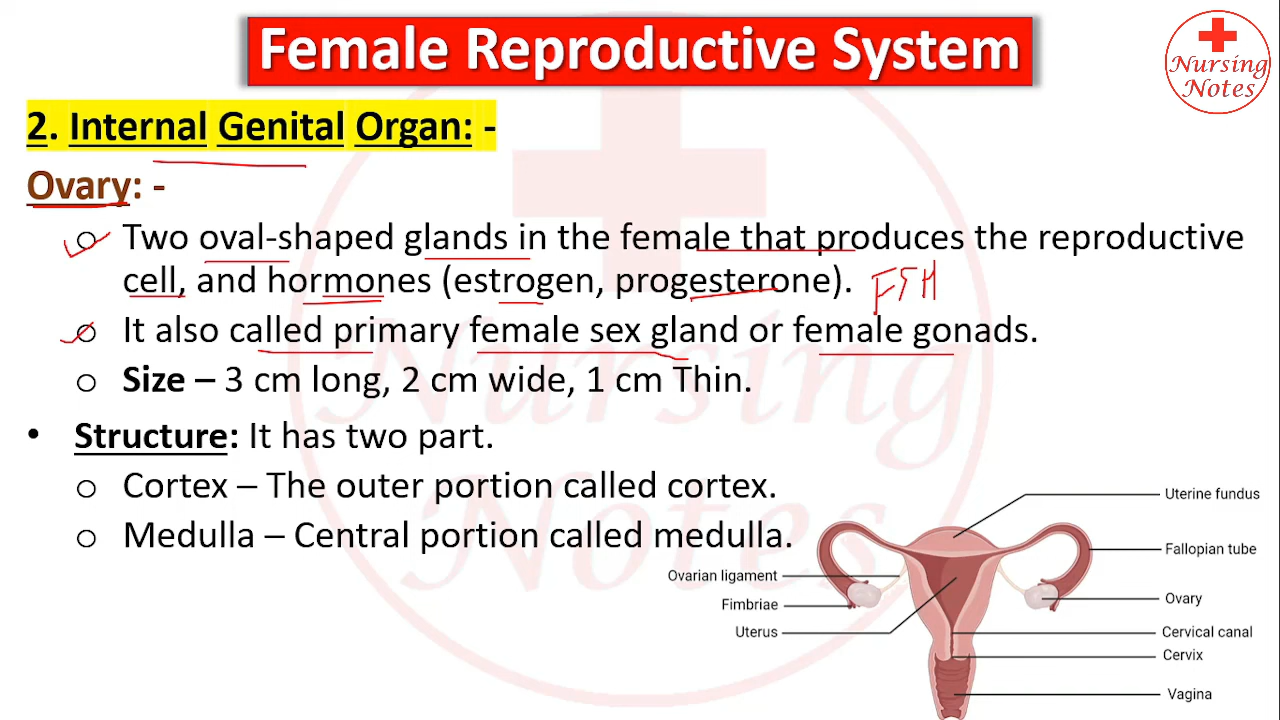 Female Reproductive System
Nursing
Notes
2. Internal Genital Organ: -
Ovary: -
o Two oval-shaped glands in the female that produces the reproductive
cell, and hormones (estrogen, progesterone). FSH
o It also called primary female sex gland or female gonads.
o Size – 3 cm long, 2 cm wide, 1 cm Thin.
• Structure: It has two part.
o Cortex – The outer portion called cortex.
o Medulla – Central portion called medulla.
Nursing
Notes
Uterine fundus
Fallopian tube
Ovarian ligament
Fimbriae
Ovary
Uterus
Cervical canal
Cervix
Vagina